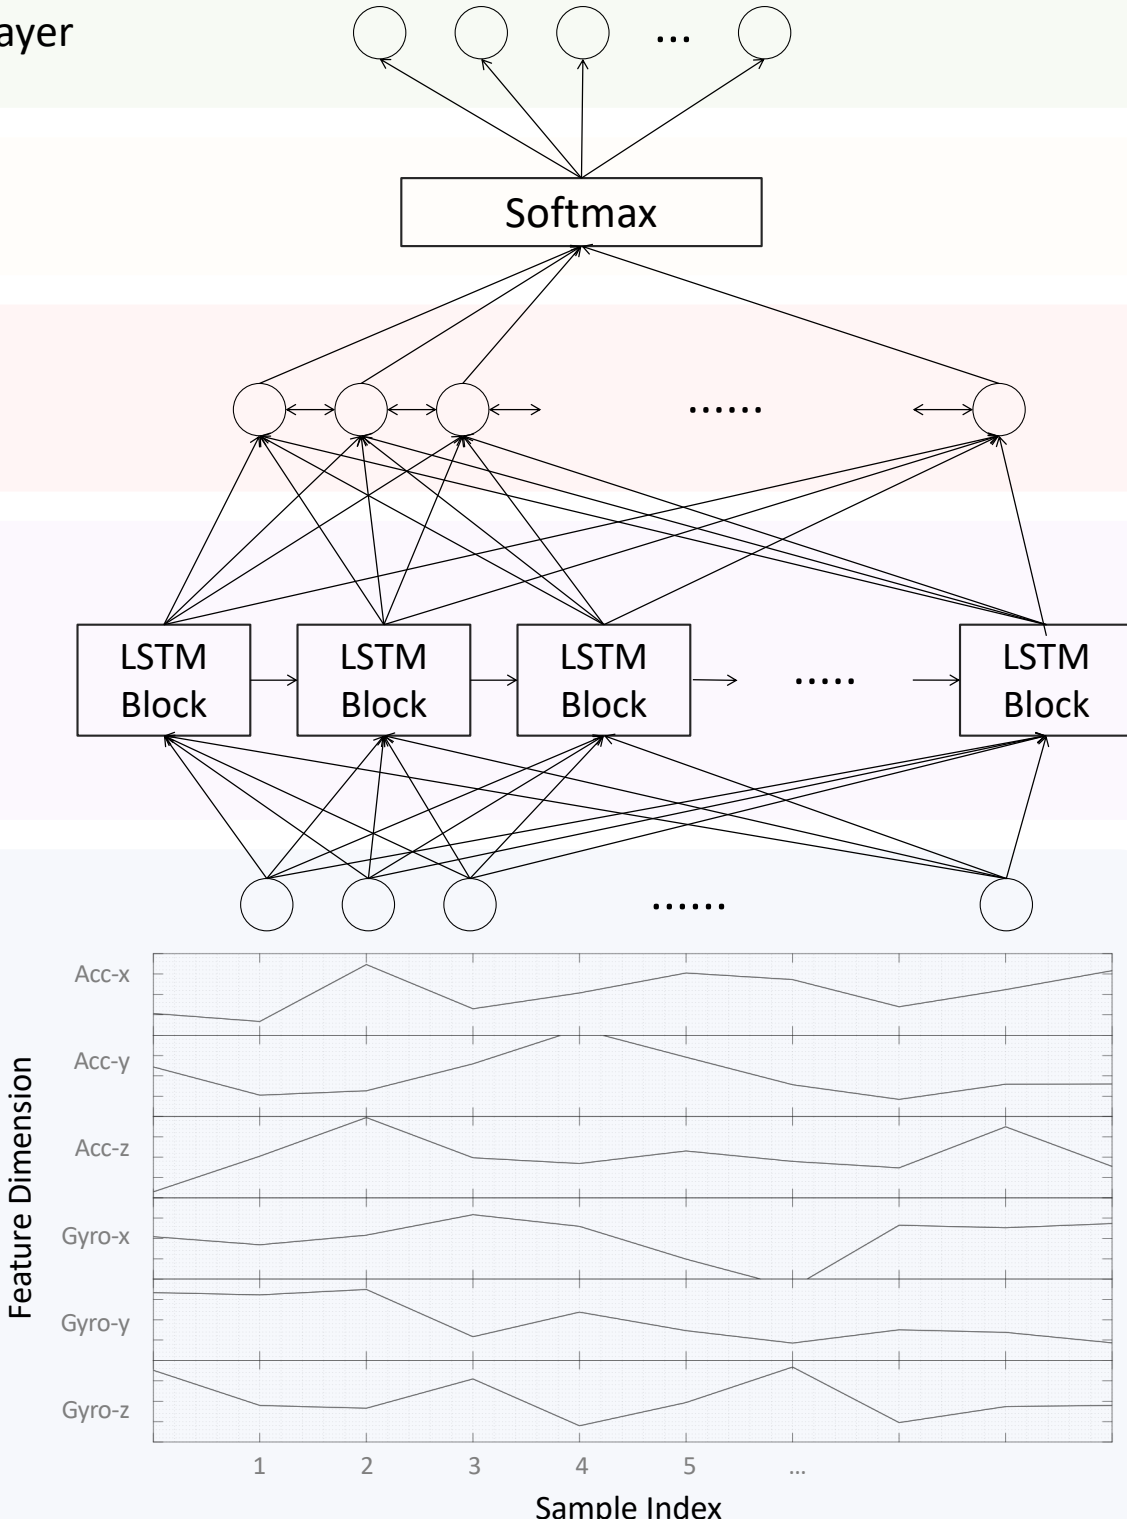 ayer
...
Softmax
......
LSTM
Block
LSTM
Block
LSTM
Block
.....
LSTM
Block
......
Acc-x
Acc-y
Acc-z
Gyro-x
Gyro-y
Gyro-z
Feature Dimension
1 2 3 4 5 ...
Sample Index